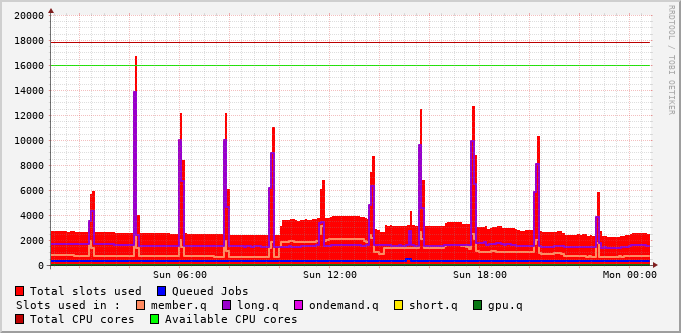 20000
18000
16000
14000
12000
10000
8000
6000
4000
2000
0
Sun 06:00 Sun 12:00 Sun 18:00 Mon 00:00
RRDTOOL / TOBI OETIKER
Total slots used Queued Jobs
Slots used in : member.q long.q ondemand.q short.q gpu.q
Total CPU cores Available CPU cores